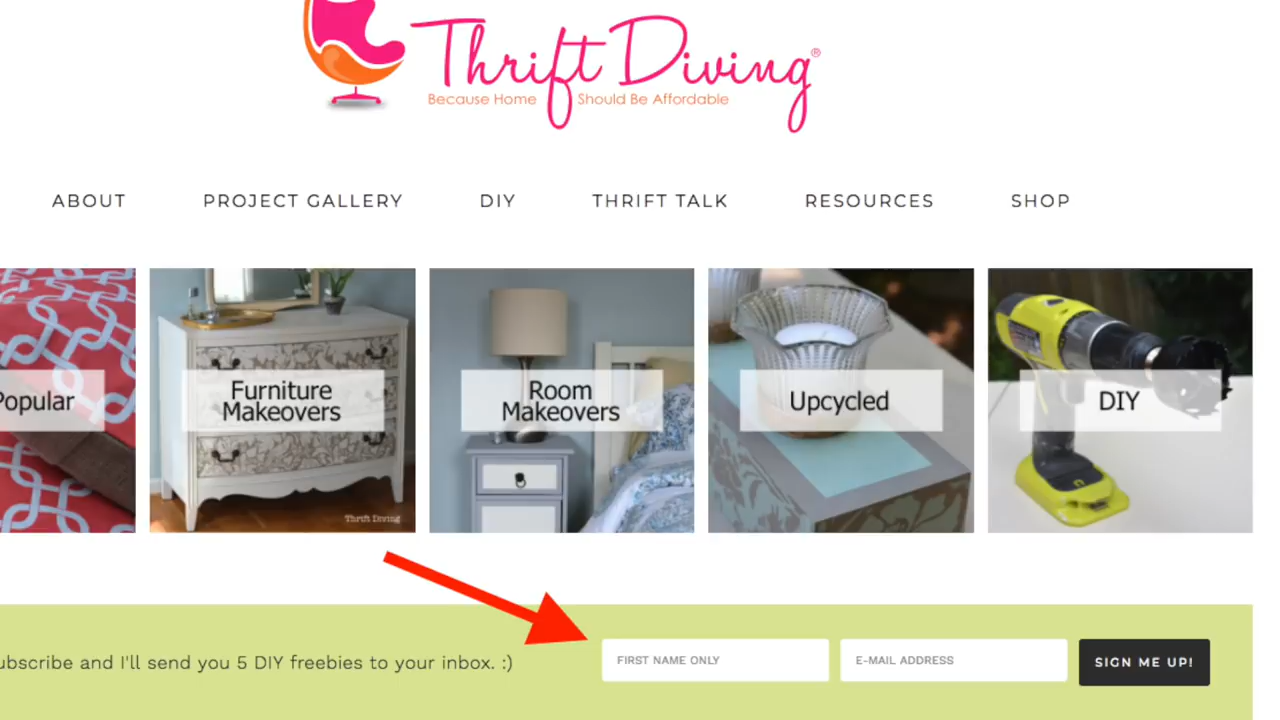 Thrift Diving®
Because Home Should Be Affordable
ABOUT PROJECT GALLERY DIY THRIFT TALK RESOURCES SHOP
Popular
Furniture
Makeovers
Thrift Diving
Room
Makeovers
Upcycled
DIY
ubscribe and I'll send you 5 DIY freebies to your inbox. :)
FIRST NAME ONLY
E-MAIL ADDRESS
SIGN ME UP!